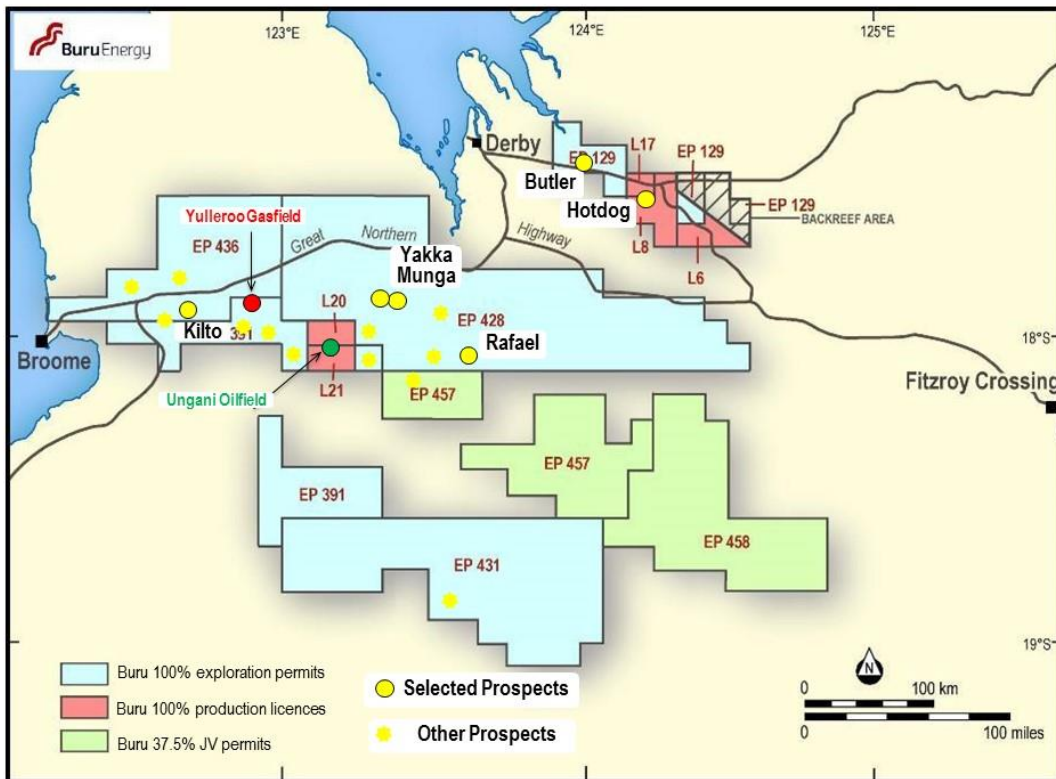 123°E
124°E
125°E
BuruEnergy
Derby
EP 129
L17
EP 129
Butler
Hotdog
EP 129
BACKREEF AREA
Yulleroo Gasfield
EP 436
Great
Northern
Highway
L8
L6
Yakka
Munga
L20
EP 428
Kilto
391
Rafael
18°S
Broome
L21
EP 457
Fitzroy Crossing
Ungani Oilfield
EP 457
EP 391
EP 458
EP 431
19°S
Buru 100% exploration permits
Buru 100% production licences
Buru 37.5% JV permits
Selected Prospects
Other Prospects
N
0 100 km
0 100 miles